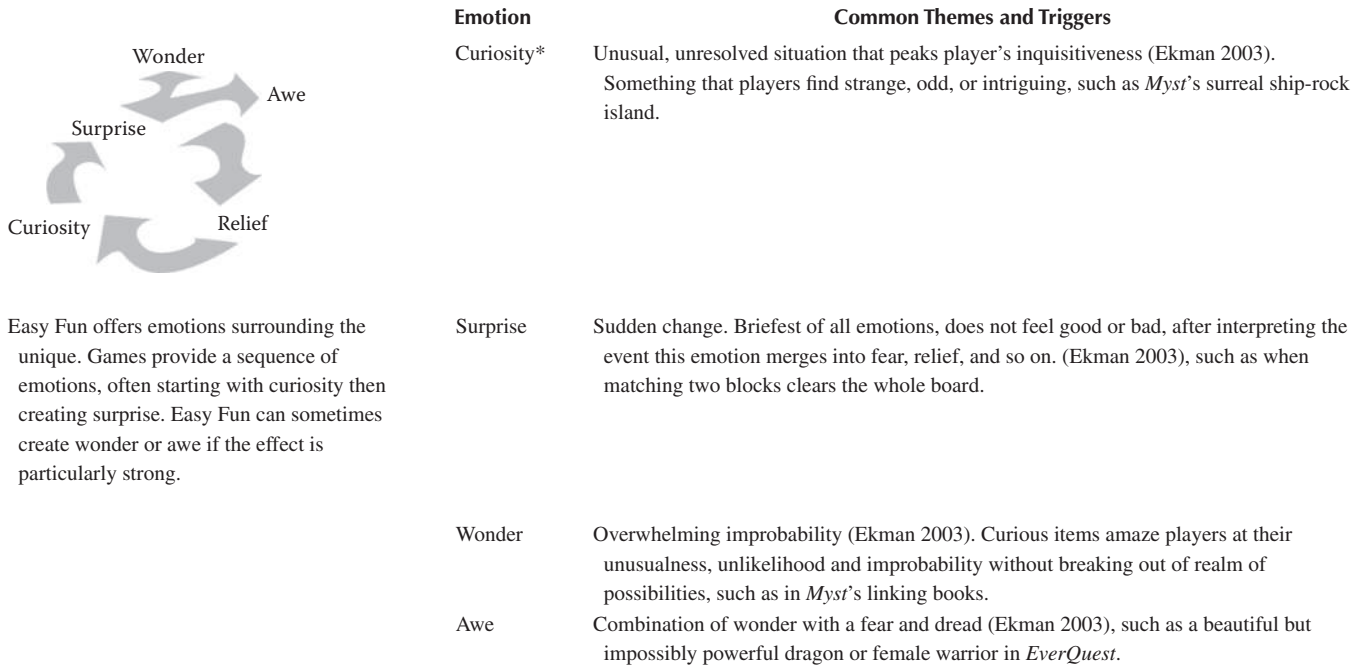 Emotion Common Themes and Triggers
Wonder
Awe
Surprise
Curiosity
Relief
Curiosity* Unusual, unresolved situation that peaks player's inquisitiveness (Ekman 2003).
Something that players find strange, odd, or intriguing, such as Myst's surreal ship-rock
island.
Easy Fun offers emotions surrounding the
unique. Games provide a sequence of
emotions, often starting with curiosity then
creating surprise. Easy Fun can sometimes
create wonder or awe if the effect is
particularly strong.
Surprise Sudden change. Briefest of all emotions, does not feel good or bad, after interpreting the
event this emotion merges into fear, relief, and so on. (Ekman 2003), such as when
matching two blocks clears the whole board.
Wonder Overwhelming improbability (Ekman 2003). Curious items amaze players at their
unusualness, unlikelihood and improbability without breaking out of realm of
possibilities, such as in Myst's linking books.
Awe Combination of wonder with a fear and dread (Ekman 2003), such as a beautiful but
impossibly powerful dragon or female warrior in EverQuest.